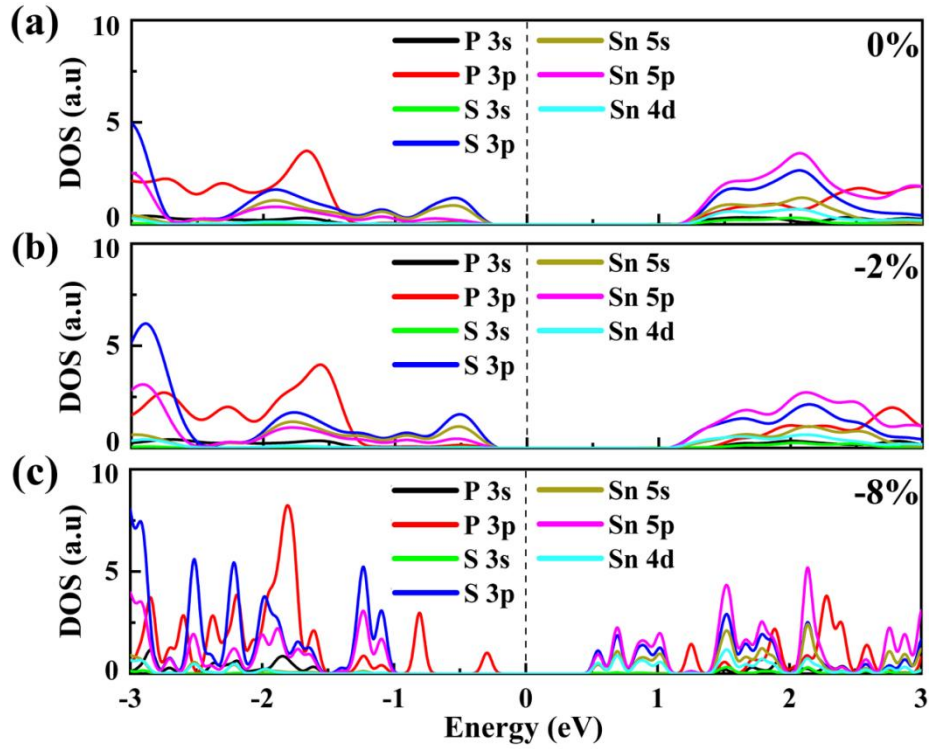 (a)
10
5
0
DOS (a.u)
P 3s
P 3p
S 3s
S 3p
Sn 5s
Sn 5p
Sn 4d
0%
(b)
10
5
0
DOS (a.u)
P 3s
P 3p
S 3s
S 3p
Sn 5s
Sn 5p
Sn 4d
-2%
(c)
10
5
0
DOS (a.u)
P 3s
P 3p
S 3s
S 3p
Sn 5s
Sn 5p
Sn 4d
-8%
-3 -2 -1 0 1 2 3
Energy (eV)